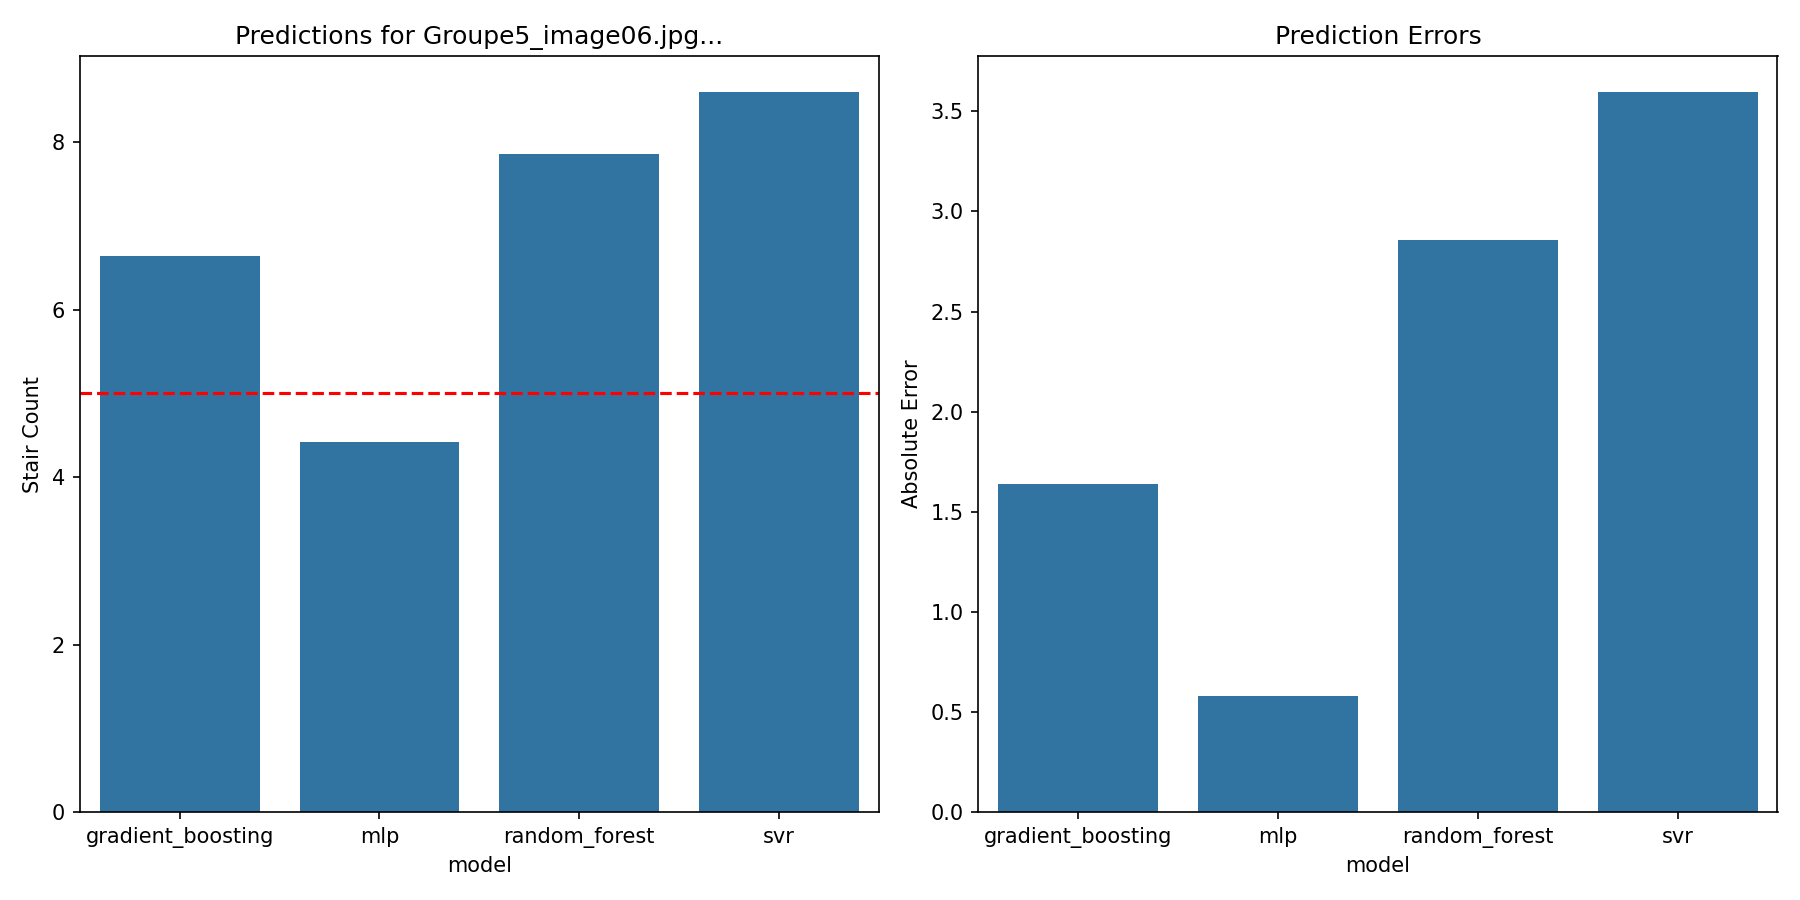 Predictions for Groupe5_image06.jpg...
Stair Count
8
6
4
2
0
gradient_boosting mlp random_forest svr
model
Prediction Errors
Absolute Error
3.5
3.0
2.5
2.0
1.5
1.0
0.5
0.0
gradient_boosting mlp random_forest svr
model